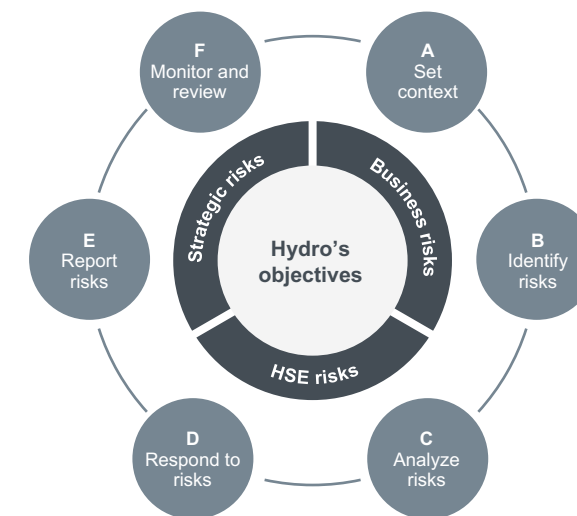 A
Set
context
B
Identify
risks
C
Analyze
risks
D
Respond to
risks
E
Report
risks
F
Monitor and
review
Strategic risks
Business risks
HSE risks
Hydro's
objectives